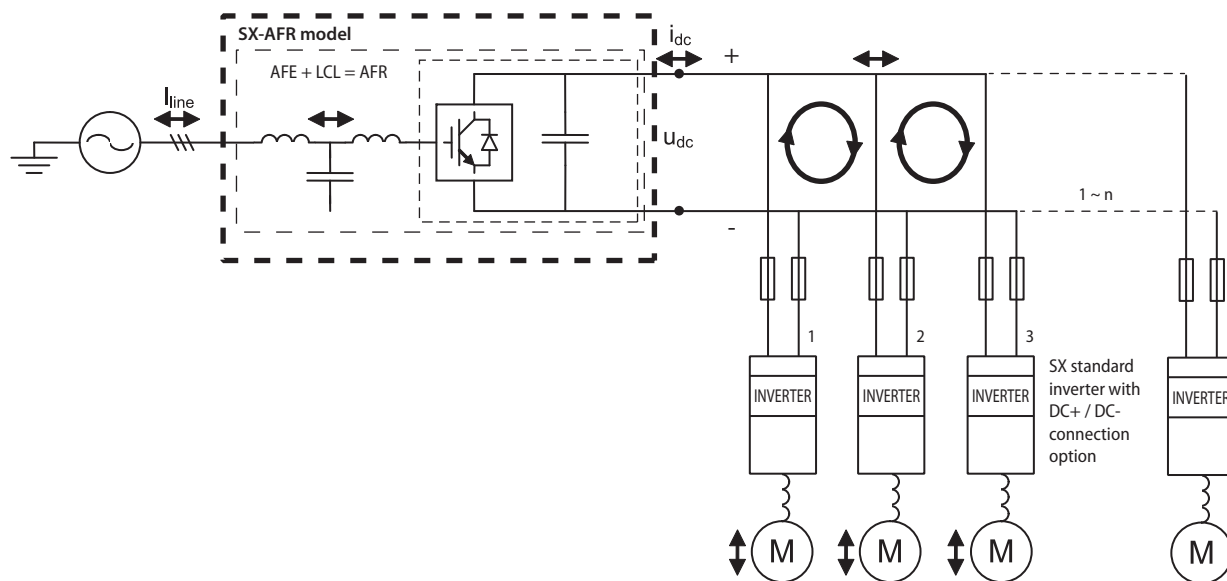 SX-AFR model
AFE + LCL = AFR
Iline
idc
+
udc
-
1 ~ n
1
2
3
INVERTER
INVERTER
INVERTER
INVERTER
SX standard
inverter with
DC+ / DC-
connection
option
M
M
M
M